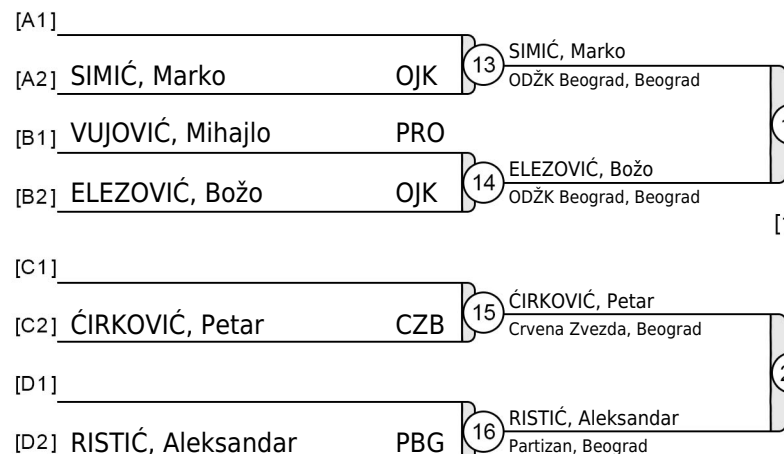 [A1]
SIMIĆ, Marko
[A2] SIMIĆ, Marko OJK 13
ODŽK Beograd, Beograd
[B1] VUJOVIĆ, Mihajlo PRO
ELEZOVIĆ, Božo
[B2] ELEZOVIĆ, Božo OJK 14
ODŽK Beograd, Beograd
[C1]
ĆIRKOVIĆ, Petar
[C2] ĆIRKOVIĆ, Petar CZB 15
Crvena Zvezda, Beograd
[D1]
RISTIĆ, Aleksandar
[D2] RISTIĆ, Aleksandar PBG 16
Partizan, Beograd